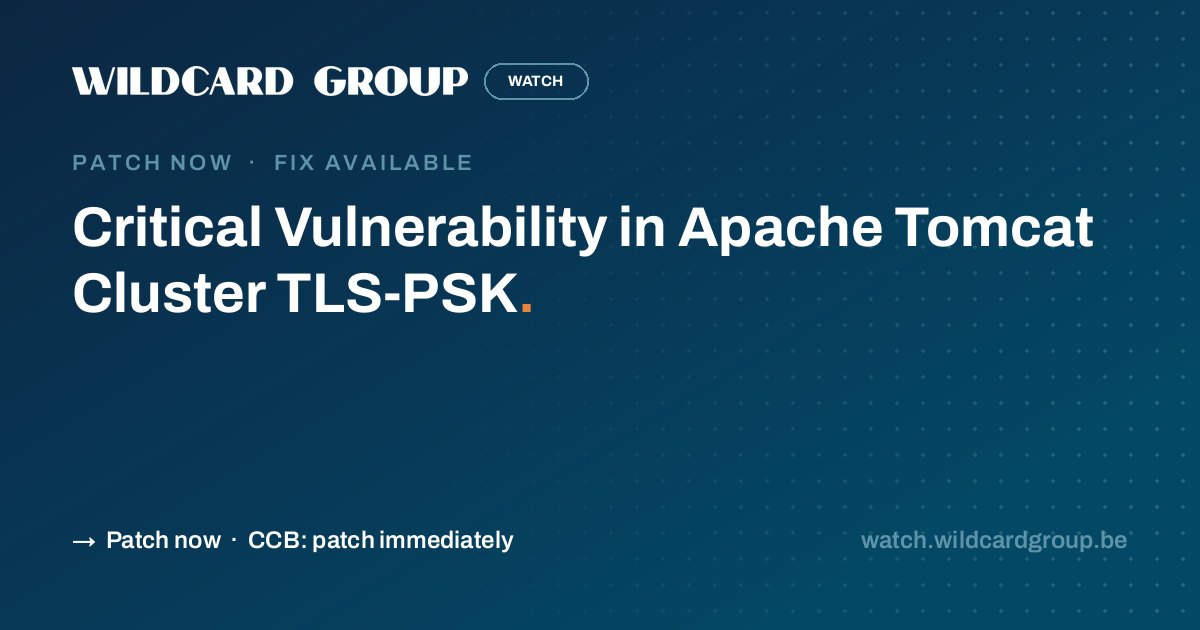 WILDCARD GROUP WATCH
PATCH NOW · FIX AVAILABLE
Critical Vulnerability in Apache Tomcat
Cluster TLS-PSK.
→ Patch now · CCB: patch immediately
watch.wildcardgroup.be